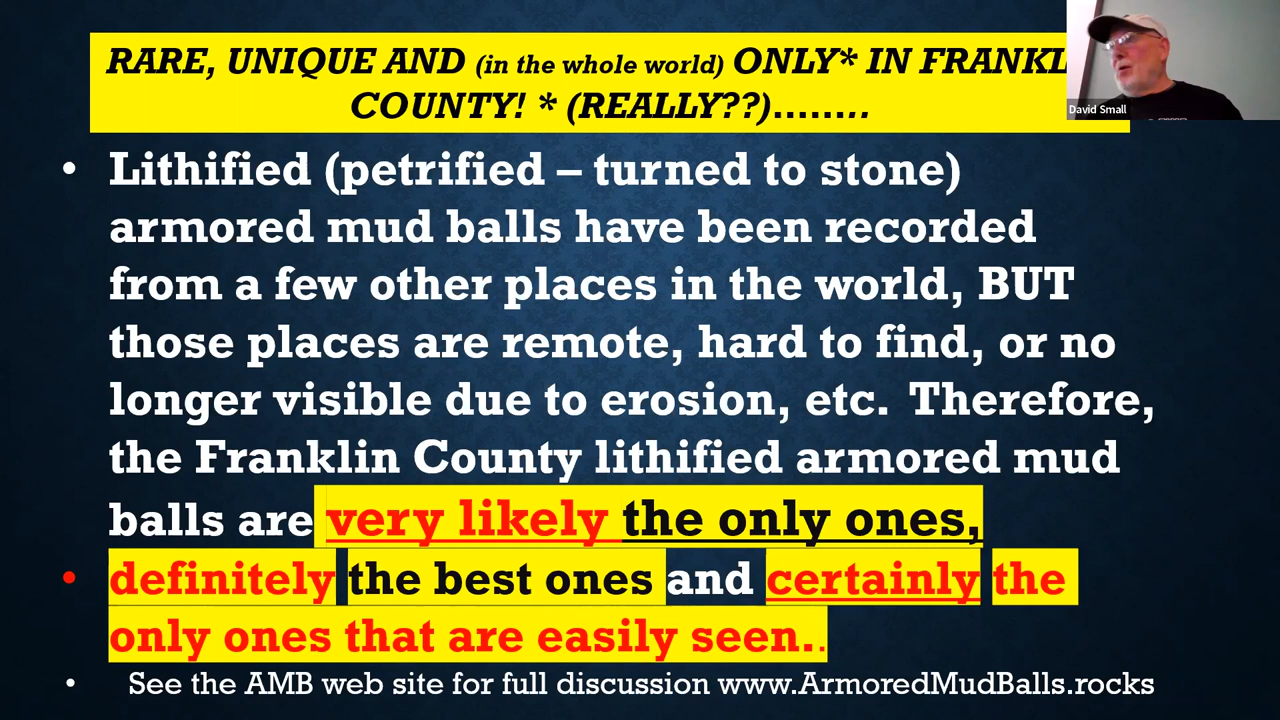 RARE, UNIQUE AND (in the whole world) ONLY* IN FRANKL
COUNTY! * (REALLY??)........
David Small
• Lithified (petrified – turned to stone)
armored mud balls have been recorded
from a few other places in the world, BUT
those places are remote, hard to find, or no
longer visible due to erosion, etc. Therefore,
the Franklin County lithified armored mud
balls are very likely the only ones,
• definitely the best ones and certainly the
only ones that are easily seen..
• See the AMB web site for full discussion www.ArmoredMudBalls.rocks